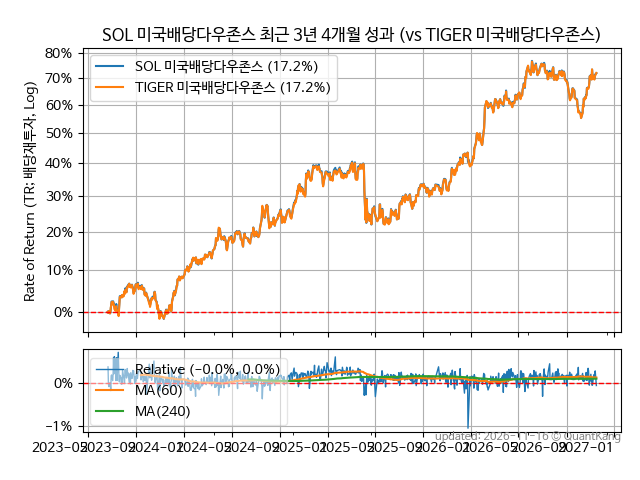 SOL 미국배당다우존스 최근 3년 4개월 성과 (vs TIGER 미국배당다우존스)
Rate of Return (TR: 배당재투자, Log)
80%
70%
60%
50%
40%
30%
20%
10%
0%
SOL 미국배당다우존스 (17.2%)
TIGER 미국배당다우존스 (17.2%)
0%
−1%
Relative (−0.0%, 0.0%)
MA(60)
MA(240)
updated: 2026-11-16 © QuantKang
2023-05 2023-09 2024-01 2024-05 2024-09 2025-01 2025-05 2025-09 2026-01 2026-05 2026-09 2027-01